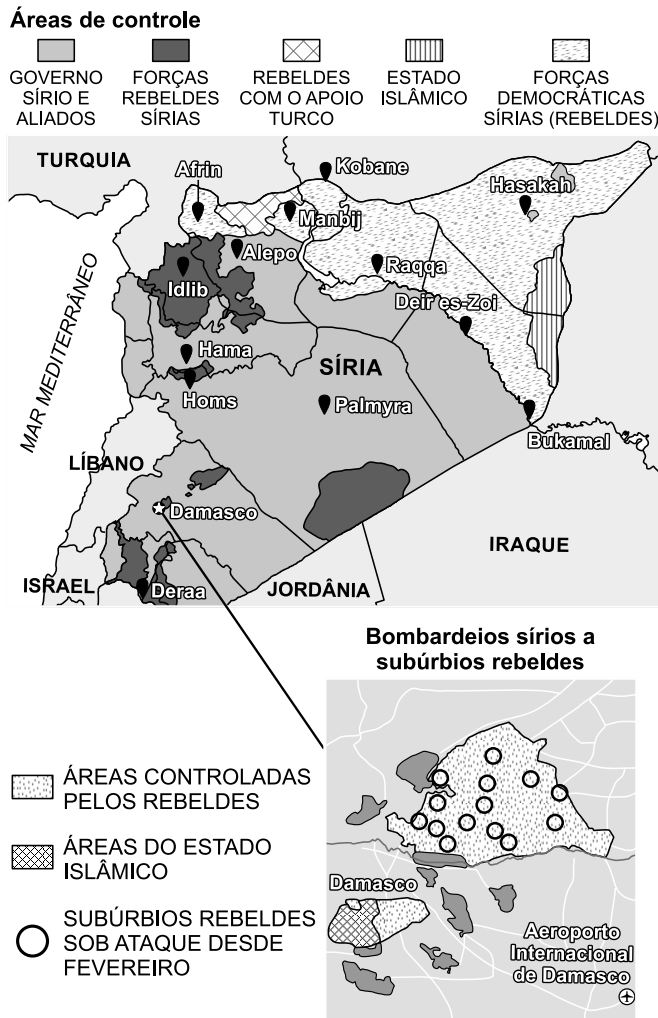 Áreas de controle
GOVERNO
SÍRIO E
ALIADOS
FORÇAS
REBELDES
SÍRIAS
REBELDES
COM O APOIO
TURCO
ESTADO
ISLÂMICO
FORÇAS
DEMOCRÁTICAS
SÍRIAS (REBELDES)
TURQUIA
Afrin
Kobane
Hasakah
Manbij
Alepo
Raqqa
Idlib
Deir es-Zoi
MAR MEDITERRÂNEO
Hama
SÍRIA
Homs
Palmyra
Bukamal
LÍBANO
Damasco
IRAQUE
ISRAEL
Deraa
JORDÂNIA
Bombardeios sírios a
subúrbios rebeldes
ÁREAS CONTROLADAS
PELOS REBELDES
ÁREAS DO ESTADO
ISLÂMICO
SUBÚRBIOS REBELDES
SOB ATAQUE DESDE
FEVEREIRO
Damasco
Aeroporto
Internacional
de Damasco